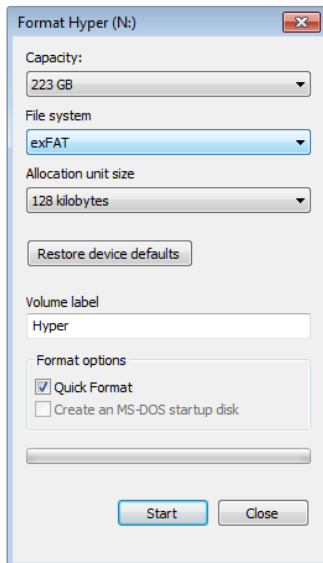 Format Hyper (N:)
Capacity:
223 GB
File system
exFAT
Allocation unit size
128 kilobytes
Restore device defaults
Volume label
Hyper
Format options
Quick Format
Create an MS-DOS startup disk
Start Close